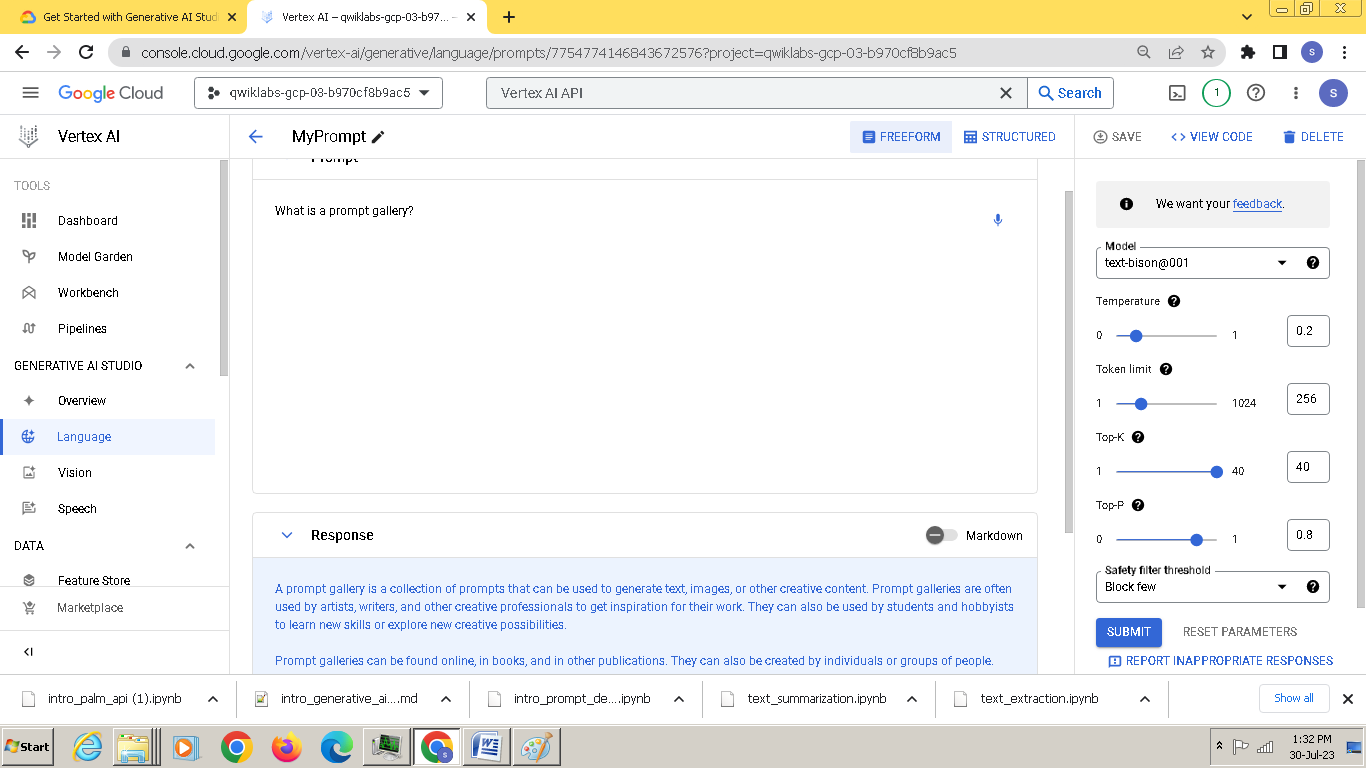 Get Started with Generative AI Stud
Vertex AI – qwiklabs-gcp-03-b97...
console.cloud.google.com/vertex-ai/generative/language/prompts/7754774146843672576?project=qwiklabs-gcp-03-b970cf8b9ac5
s
Google Cloud
qwiklabs-gcp-03-b970cf8b9ac5
Vertex AI API
Search
1
S
Vertex AI
MyPrompt
FREEFORM
STRUCTURED
SAVE
VIEW CODE
DELETE
TOOLS
Dashboard
Model Garden
Workbench
Pipelines
GENERATIVE AI STUDIO
Overview
Language
Vision
Speech
DATA
Feature Store
Marketplace
Prompt
What is a prompt gallery?
Response
Markdown
A prompt gallery is a collection of prompts that can be used to generate text, images, or other creative content. Prompt galleries are often
used by artists, writers, and other creative professionals to get inspiration for their work. They can also be used by students and hobbyists
to learn new skills or explore new creative possibilities.
Prompt galleries can be found online, in books, and in other publications. They can also be created by individuals or groups of people.
We want your feedback.
Model
text-bison@001
Temperature
0 1 0.2
Token limit
1 1024 256
Top-K
1 40 40
Top-P
0 1 0.8
Safety filter threshold
Block few
SUBMIT
RESET PARAMETERS
REPORT INAPPROPRIATE RESPONSES
intro_palm_api (1).ipynb
intro_generative_ai....md
intro_prompt_de....ipynb
text_summarization.ipynb
text_extraction.ipynb
Show all
Start
1:32 PM
30-Jul-23